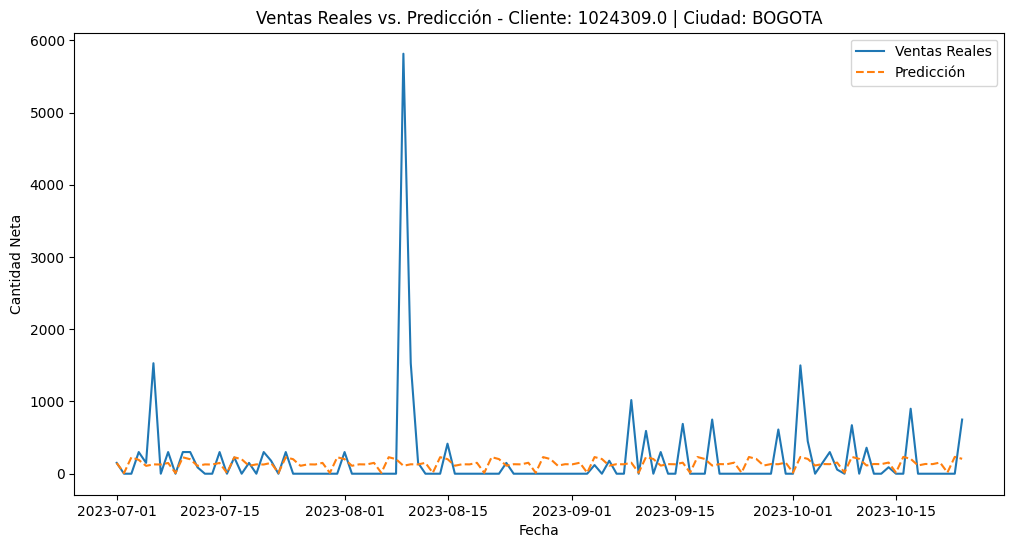 Ventas Reales vs. Predicción - Cliente: 1024309.0 | Ciudad: BOGOTA
Ventas Reales
Predicción
6000
5000
4000
3000
2000
1000
0
Cantidad Neta
2023-07-01 2023-07-15 2023-08-01 2023-08-15 2023-09-01 2023-09-15 2023-10-01 2023-10-15
Fecha